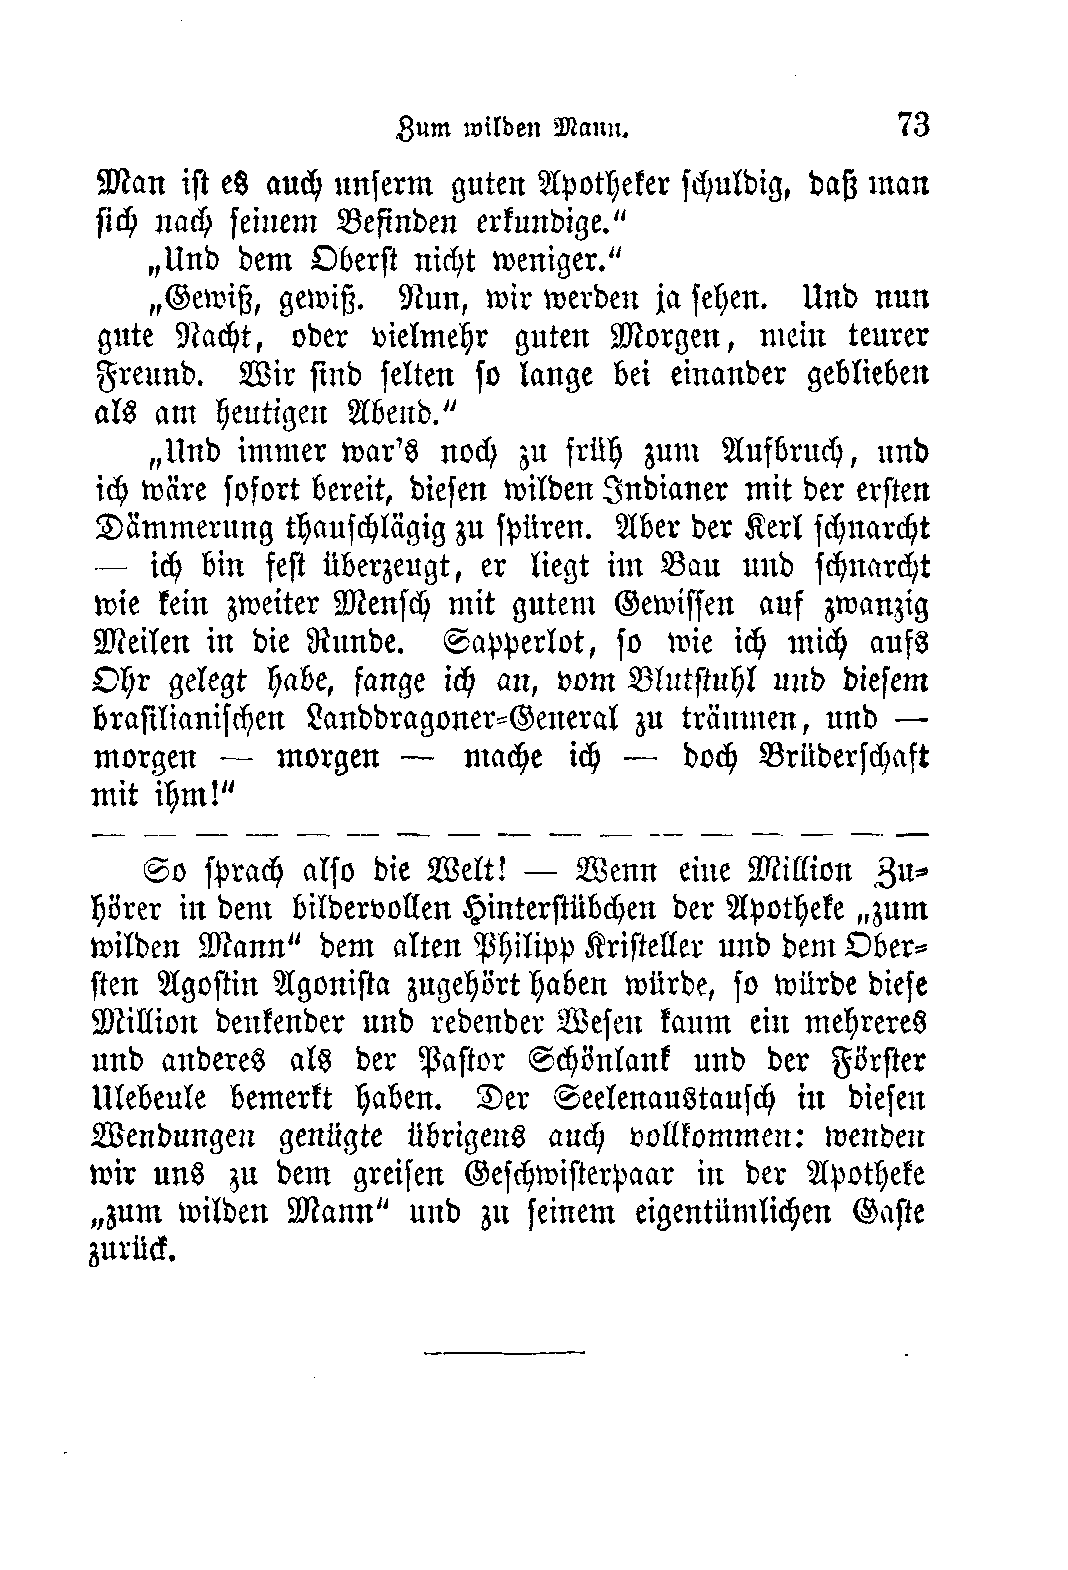 Zum wilden Mann. 73
Man ist es auch unserm guten Apotheker schuldig, daß man
sich nach seinem Befinden erkundige.“
„Und dem Oberst nicht weniger.“
„Gewiß, gewiß. Nun, wir werden ja sehen. Und nun
gute Nacht, oder vielmehr guten Morgen, mein teurer
Freund. Wir sind selten so lange bei einander geblieben
als am heutigen Abend.“
„Und immer war's noch zu früh zum Aufbruch, und
ich wäre sofort bereit, diesen wilden Indianer mit der ersten
Dämmerung thauschlägig zu spüren. Aber der Kerl schnarcht
— ich bin fest überzeugt, er liegt im Bau und schnarcht
wie kein zweiter Mensch mit gutem Gewissen auf zwanzig
Meilen in die Runde. Sapperlot, so wie ich mich aufs
Ohr gelegt habe, fange ich an, vom Blutstuhl und diesem
brasilianischen Landdragoner-General zu träumen, und —
morgen — morgen — mache ich — doch Brüderschaft
mit ihm!“
— — — — — — — — — — — — — — — — —
So sprach also die Welt! — Wenn eine Million Zu-
hörer in dem bildervollen Hinterstübchen der Apotheke „zum
wilden Mann“ dem alten Philipp Kristeller und dem Ober-
sten Agostin Agonista zugehört haben würde, so würde diese
Million denkender und redender Wesen kaum ein mehreres
und anderes als der Pastor Schönlank und der Förster
Ulebeule bemerkt haben. Der Seelenaustausch in diesen
Wendungen genügte übrigens auch vollkommen: wenden
wir uns zu dem greisen Geschwisterpaar in der Apotheke
„zum wilden Mann“ und zu seinem eigentümlichen Gaste
zurück.